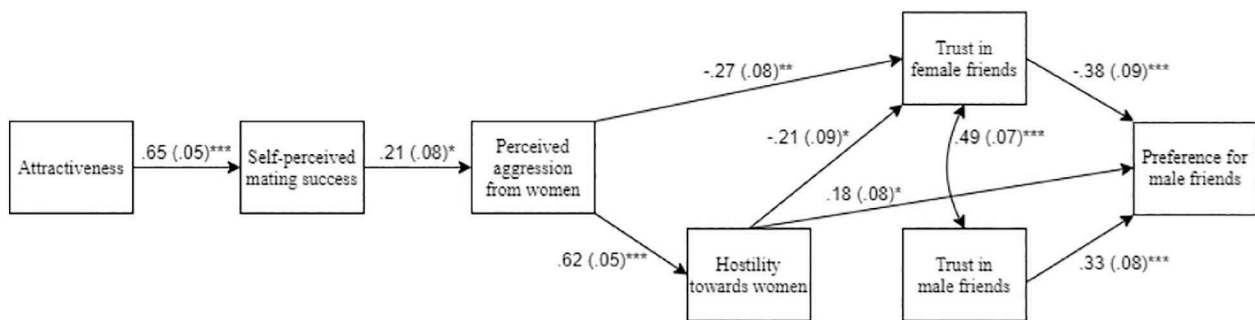 Trust in
female friends
-.27 (.08)**
-.38 (.09)***
Attractiveness
.65 (.05)***
Self-perceived
mating success
.21 (.08)*
Perceived
aggression
from women
-.21 (.09)*
.49 (.07)***
Preference for
male friends
.18 (.08)*
.62 (.05)***
Hostility
towards women
Trust in
male friends
.33 (.08)***